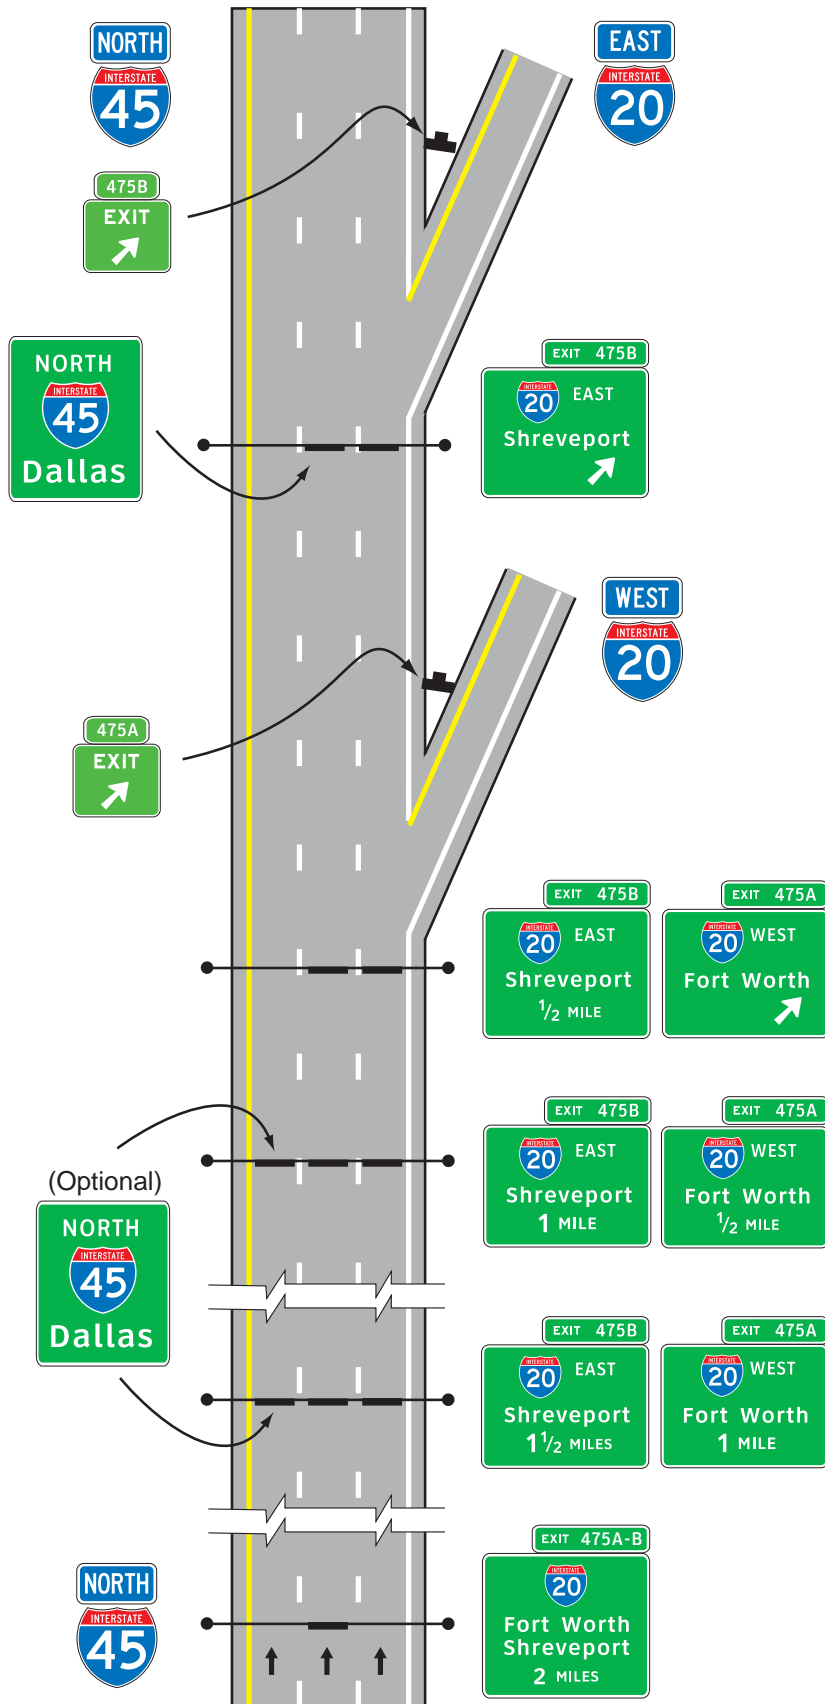 NORTH
INTERSTATE
45
EAST
INTERSTATE
20
475B
EXIT
NORTH
INTERSTATE
45
Dallas
EXIT 475B
INTERSTATE
20 EAST
Shreveport
WEST
INTERSTATE
20
475A
EXIT
EXIT 475B
INTERSTATE
20 EAST
Shreveport
1/2 MILE
EXIT 475A
INTERSTATE
20 WEST
Fort Worth
(Optional)
NORTH
INTERSTATE
45
Dallas
EXIT 475B
INTERSTATE
20 EAST
Shreveport
1 MILE
EXIT 475A
INTERSTATE
20 WEST
Fort Worth
1/2 MILE
EXIT 475B
INTERSTATE
20 EAST
Shreveport
1 1/2 MILES
EXIT 475A
INTERSTATE
20 WEST
Fort Worth
1 MILE
NORTH
INTERSTATE
45
EXIT 475A-B
INTERSTATE
20
Fort Worth
Shreveport
2 MILES